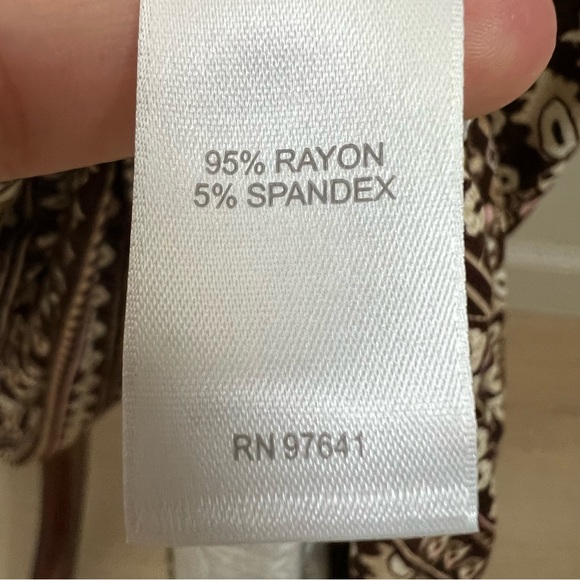 95% RAYON
5% SPANDEX
RN 97641